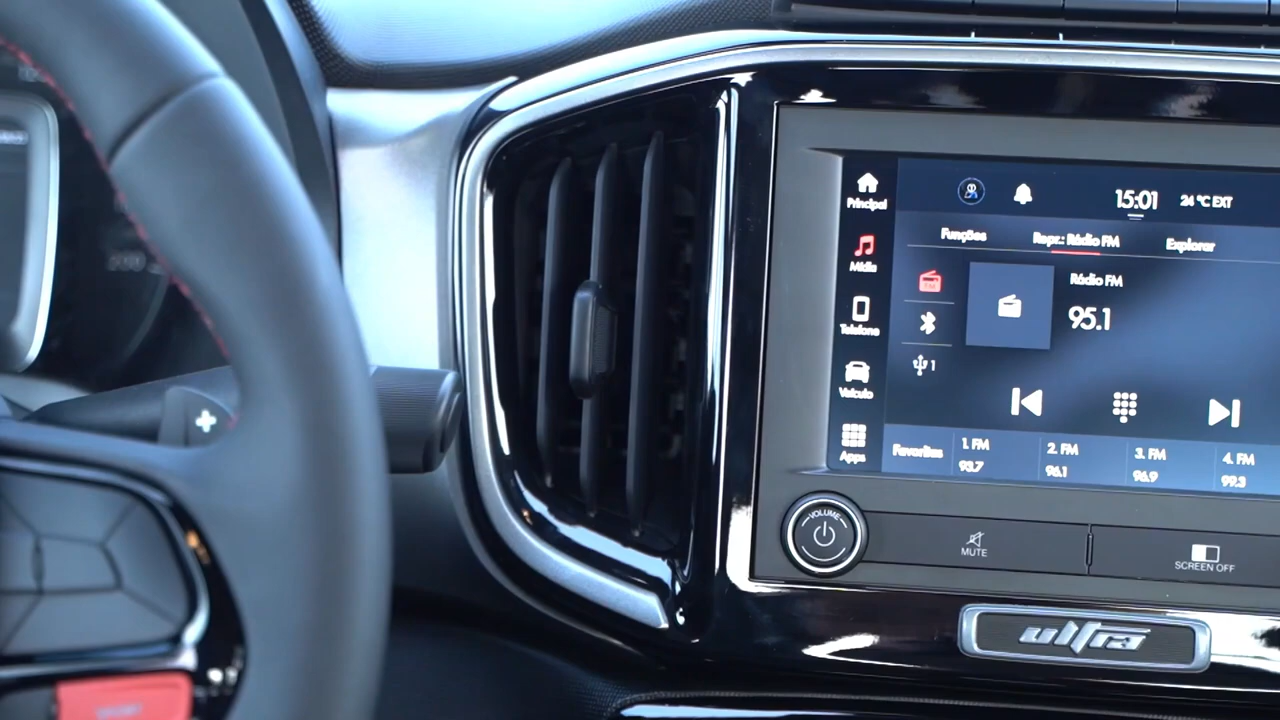 15:01 24 °C EXT
Principal
Funções Repr.: Rádio FM Explorar
Mídia
FM
Rádio FM
95.1
Telefone
1
Veículo
Apps
Favoritos
1. FM 2. FM 3. FM 4. FM
93.7 96.1 96.9 99.3
VOLUME
MUTE
SCREEN OFF
ultra
+